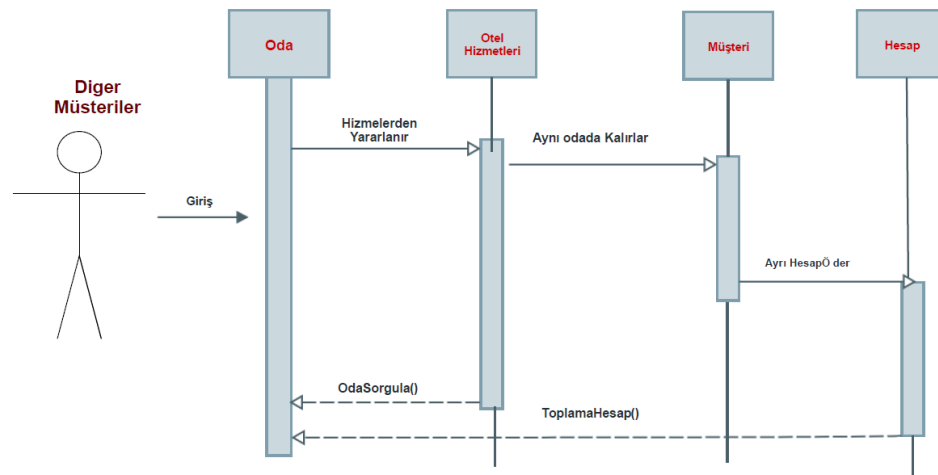 Oda
Otel
Hizmetleri
Müşteri
Hesap
Diger
Müsteriler
Hizmelerden
Yararlanır
Aynı odada Kalırlar
Giriş
Ayrı HesapÖ der
OdaSorgula()
ToplamaHesap()